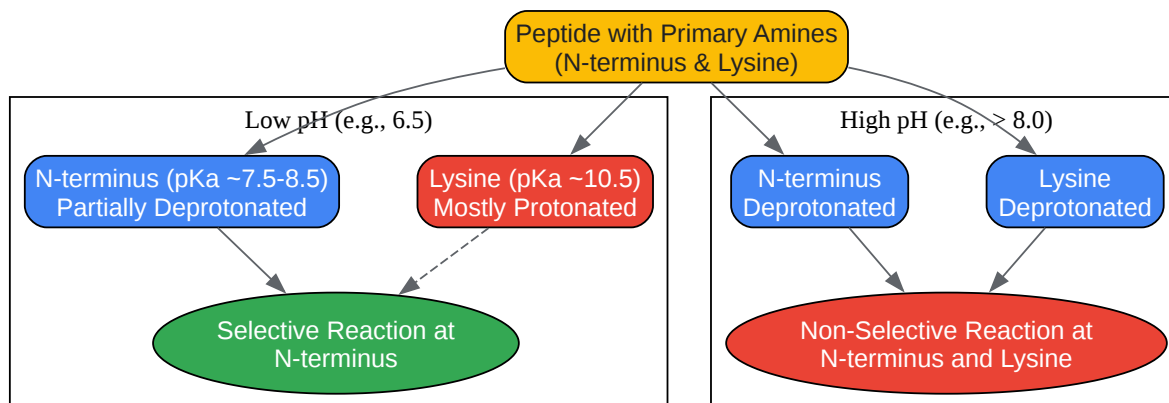 Peptide with Primary Amines
(N-terminus & Lysine)
Low pH (e.g., 6.5)
High pH (e.g., > 8.0)
N-terminus (pKa ~7.5-8.5)
Partially Deprotonated
Lysine (pKa ~10.5)
Mostly Protonated
N-terminus
Deprotonated
Lysine
Deprotonated
Selective Reaction at
N-terminus
Non-Selective Reaction at
N-terminus and Lysine